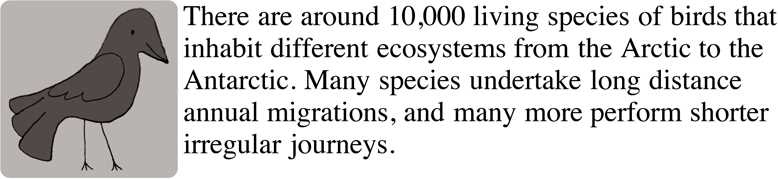 There are around 10,000 living species of birds that
inhabit different ecosystems from the Arctic to the
Antarctic. Many species undertake long distance
annual migrations, and many more perform shorter
irregular journeys.